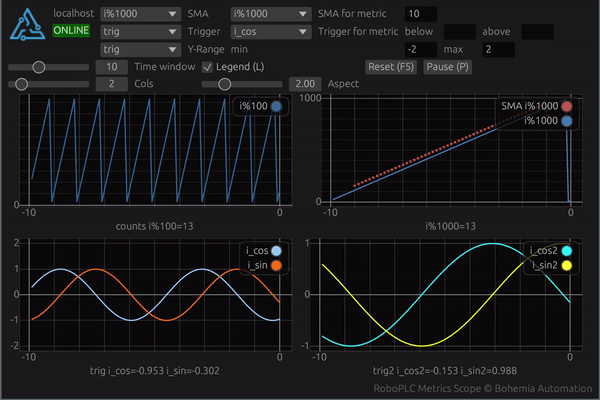 localhost i%1000 SMA i%1000 SMA for metric 10
ONLINE trig Trigger i_cos Trigger for metric below above
trig Y-Range min -2 max 2
10 Time window Legend (L) Reset (F5) Pause (P)
2 Cols 2.00 Aspect
i%100
-10 0
counts i%100=13
1000
SMA i%1000
i%1000
-10 0
i%1000=13
2
1
0
-1
-2
i_cos
i_sin
-10 0
trig i_cos=-0.953 i_sin=-0.302
1
0
-1
i_cos2
i_sin2
-10 0
trig2 i_cos2=-0.153 i_sin2=0.988
RoboPLC Metrics Scope © Bohemia Automation